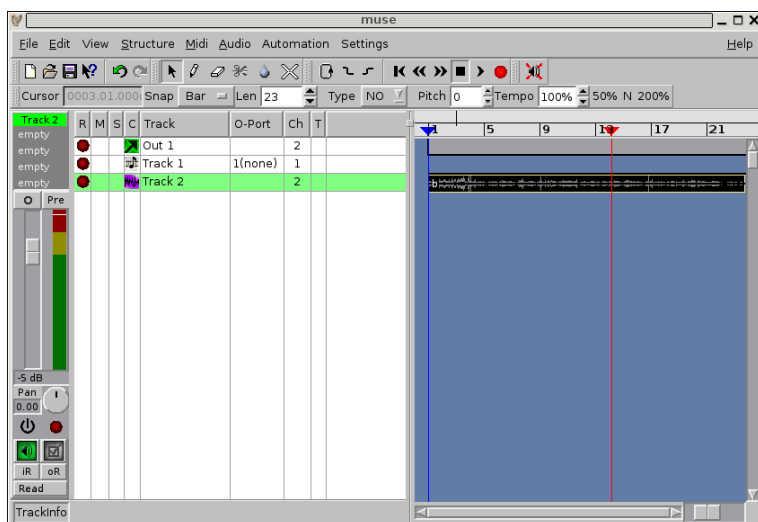 muse
File Edit View Structure Midi Audio Automation Settings Help
Cursor 0003.01.000 Snap Bar Len 23 Type NO Pitch 0 Tempo 100% 50% N 200%
Track 2 R M S C Track O-Port Ch T 5 9 17 21
empty
empty Out 1 2
empty Track 1 1(none) 1
empty Track 2 2
O Pre
-5 dB
Pan
0.00
iR oR
Read
TrackInfo